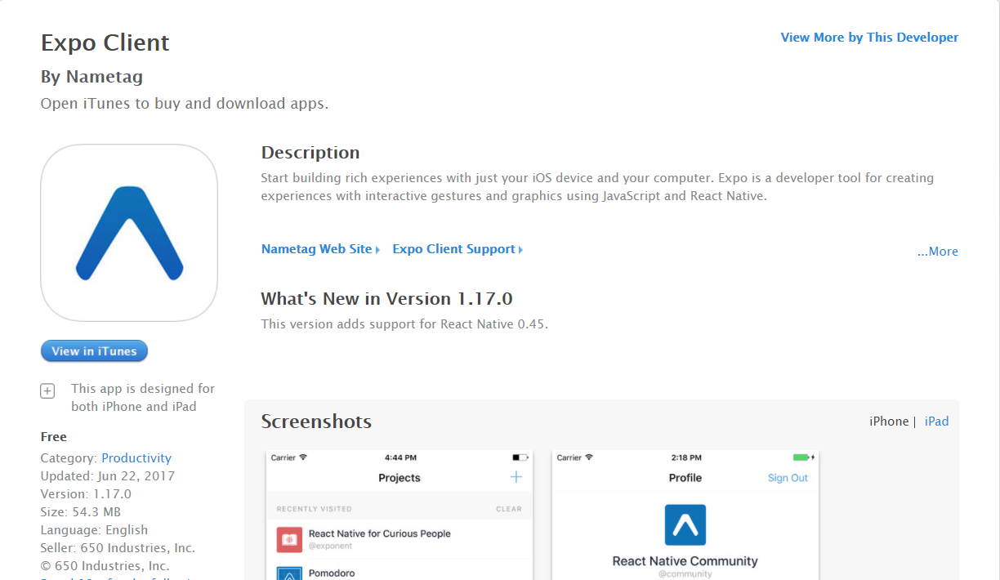 Expo Client
View More by This Developer
By Nametag
Open iTunes to buy and download apps.
Description
Start building rich experiences with just your iOS device and your computer. Expo is a developer tool for creating
experiences with interactive gestures and graphics using JavaScript and React Native.
Nametag Web Site
Expo Client Support
...More
What's New in Version 1.17.0
This version adds support for React Native 0.45.
View in iTunes
This app is designed for
both iPhone and iPad
Free
Category: Productivity
Updated: Jun 22, 2017
Version: 1.17.0
Size: 54.3 MB
Language: English
Seller: 650 Industries, Inc.
© 650 Industries, Inc.
Screenshots
iPhone | iPad
Carrier 4:44 PM
Projects
RECENTLY VISITED CLEAR
React Native for Curious People
@exponent
Pomodoro
Carrier 2:18 PM
Profile Sign Out
React Native Community
@community